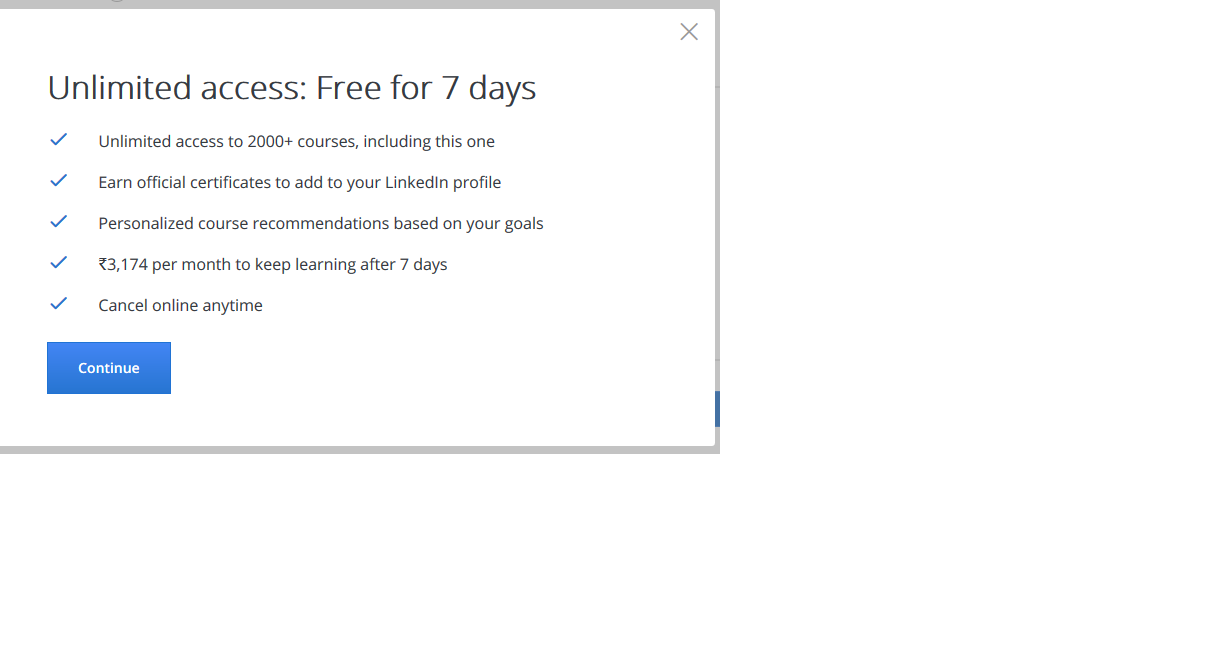 Unlimited access: Free for 7 days
Unlimited access to 2000+ courses, including this one
Earn official certificates to add to your LinkedIn profile
Personalized course recommendations based on your goals
₹3,174 per month to keep learning after 7 days
Cancel online anytime
Continue